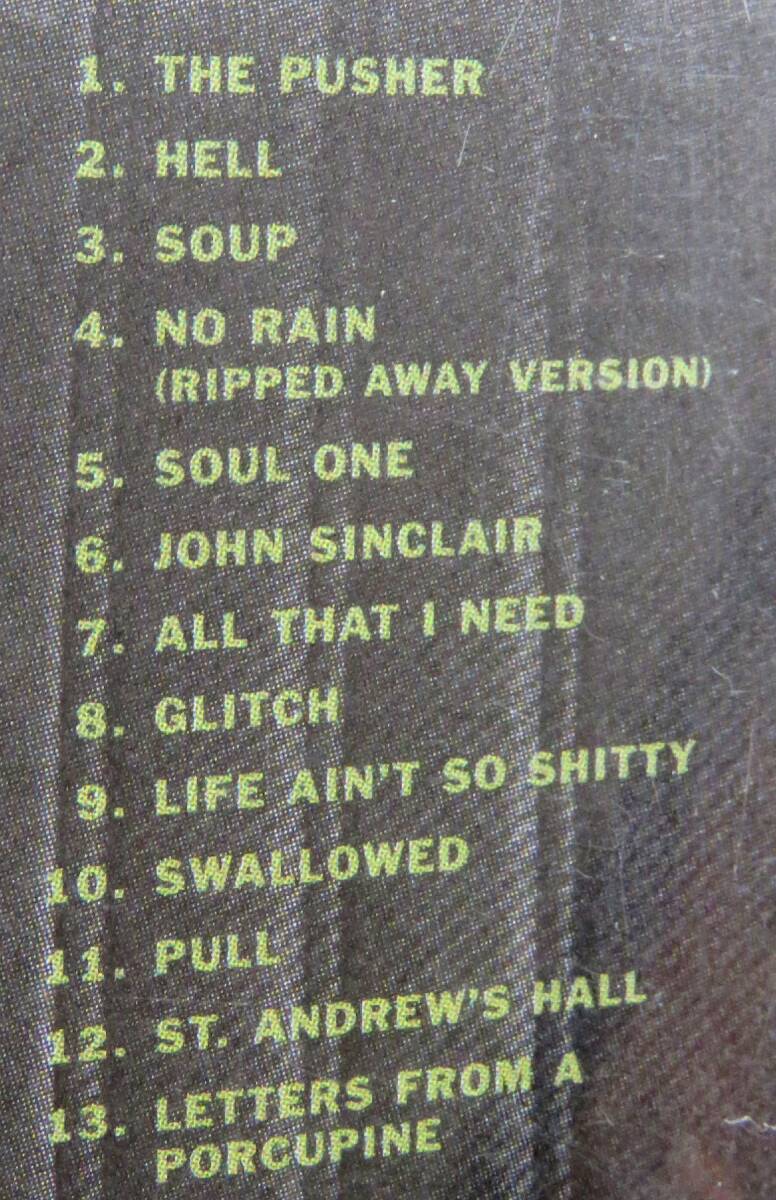 1. THE PUSHER
2. HELL
3. SOUP
4. NO RAIN
(RIPPED AWAY VERSION)
5. SOUL ONE
6. JOHN SINCLAIR
7. ALL THAT I NEED
8. GLITCH
9. LIFE AIN'T SO SHITTY
10. SWALLOWED
11. PULL
12. ST. ANDREW'S HALL
13. LETTERS FROM A
PORCUPINE